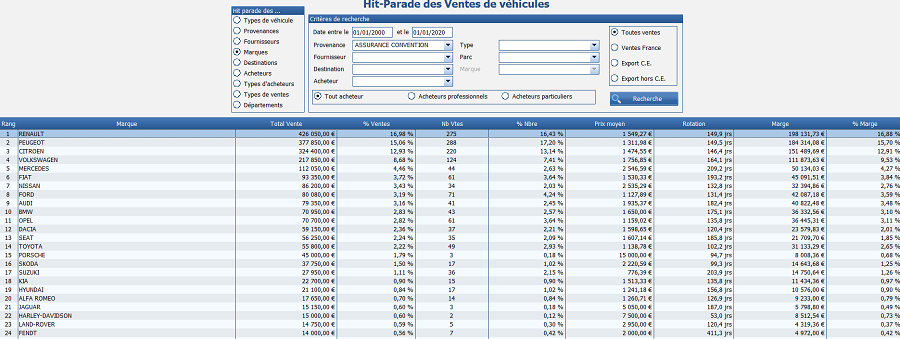 Hit-Parade des Ventes de véhicules
Hit parade des ...
Types de véhicule
Provenances
Fournisseurs
Marques
Destinations
Acheteurs
Types d'acheteurs
Types de ventes
Départements
Critères de recherche
Date entre le 01/01/2000 et le 01/01/2020
Provenance ASSURANCE CONVENTION Type
Fournisseur Parc
Destination Marque
Acheteur
Tout acheteur Acheteurs professionnels Acheteurs particuliers
Toutes ventes
Ventes France
Export C.E.
Export hors C.E.
Recherche
Rang Marque Total Vente % Ventes Nb Vtes % Nbre Prix moyen Rotation Marge % Marge
1 RENAULT 426 050,00 € 16,98 % 275 16,43 % 1 549,27 € 149,9 jrs 198 131,73 € 16,88 %
2 PEUGEOT 377 850,00 € 15,06 % 288 17,20 % 1 311,98 € 149,5 jrs 184 314,08 € 15,70 %
3 CITROEN 324 400,00 € 12,93 % 220 13,14 % 1 474,55 € 146,4 jrs 151 489,69 € 12,91 %
4 VOLKSWAGEN 217 850,00 € 8,68 % 124 7,41 % 1 756,85 € 164,1 jrs 111 873,63 € 9,53 %
5 MERCEDES 112 050,00 € 4,46 % 44 2,63 % 2 546,59 € 209,2 jrs 50 134,03 € 4,27 %
6 FIAT 93 350,00 € 3,72 % 61 3,64 % 1 530,33 € 193,2 jrs 45 091,51 € 3,84 %
7 NISSAN 86 200,00 € 3,43 % 34 2,03 % 2 535,29 € 132,8 jrs 32 394,86 € 2,76 %
8 FORD 80 080,00 € 3,19 % 71 4,24 % 1 127,89 € 131,4 jrs 42 087,18 € 3,59 %
9 AUDI 79 350,00 € 3,16 % 41 2,45 % 1 935,37 € 182,4 jrs 40 822,48 € 3,48 %
10 BMW 70 950,00 € 2,83 % 43 2,57 % 1 650,00 € 175,1 jrs 36 332,56 € 3,10 %
11 OPEL 70 700,00 € 2,82 % 61 3,64 % 1 159,02 € 135,8 jrs 36 445,31 € 3,11 %
12 DACIA 59 150,00 € 2,36 % 37 2,21 % 1 598,65 € 120,4 jrs 23 579,83 € 2,01 %
13 SEAT 56 250,00 € 2,24 % 35 2,09 % 1 607,14 € 185,8 jrs 21 709,70 € 1,85 %
14 TOYOTA 55 800,00 € 2,22 % 49 2,93 % 1 138,78 € 102,2 jrs 31 133,29 € 2,65 %
15 PORSCHE 45 000,00 € 1,79 % 3 0,18 % 15 000,00 € 94,7 jrs 8 008,36 € 0,68 %
16 SKODA 37 750,00 € 1,50 % 17 1,02 % 2 220,59 € 99,3 jrs 14 643,68 € 1,25 %
17 SUZUKI 27 950,00 € 1,11 % 36 2,15 % 776,39 € 203,9 jrs 14 750,64 € 1,26 %
18 KIA 22 700,00 € 0,90 % 15 0,90 % 1 513,33 € 135,8 jrs 11 434,36 € 0,97 %
19 HYUNDAI 21 100,00 € 0,84 % 17 1,02 % 1 241,18 € 156,8 jrs 10 576,00 € 0,90 %
20 ALFA ROMEO 17 650,00 € 0,70 % 14 0,84 % 1 260,71 € 126,9 jrs 9 233,00 € 0,79 %
21 JAGUAR 15 150,00 € 0,60 % 3 0,18 % 5 050,00 € 187,0 jrs 5 798,80 € 0,49 %
22 HARLEY-DAVIDSON 15 000,00 € 0,60 % 2 0,12 % 7 500,00 € 53,0 jrs 8 512,54 € 0,73 %
23 LAND-ROVER 14 750,00 € 0,59 % 5 0,30 % 2 950,00 € 120,4 jrs 4 319,36 € 0,37 %
24 FENDT 14 000,00 € 0,56 % 7 0,42 % 2 000,00 € 411,3 jrs 4 972,00 € 0,42 %